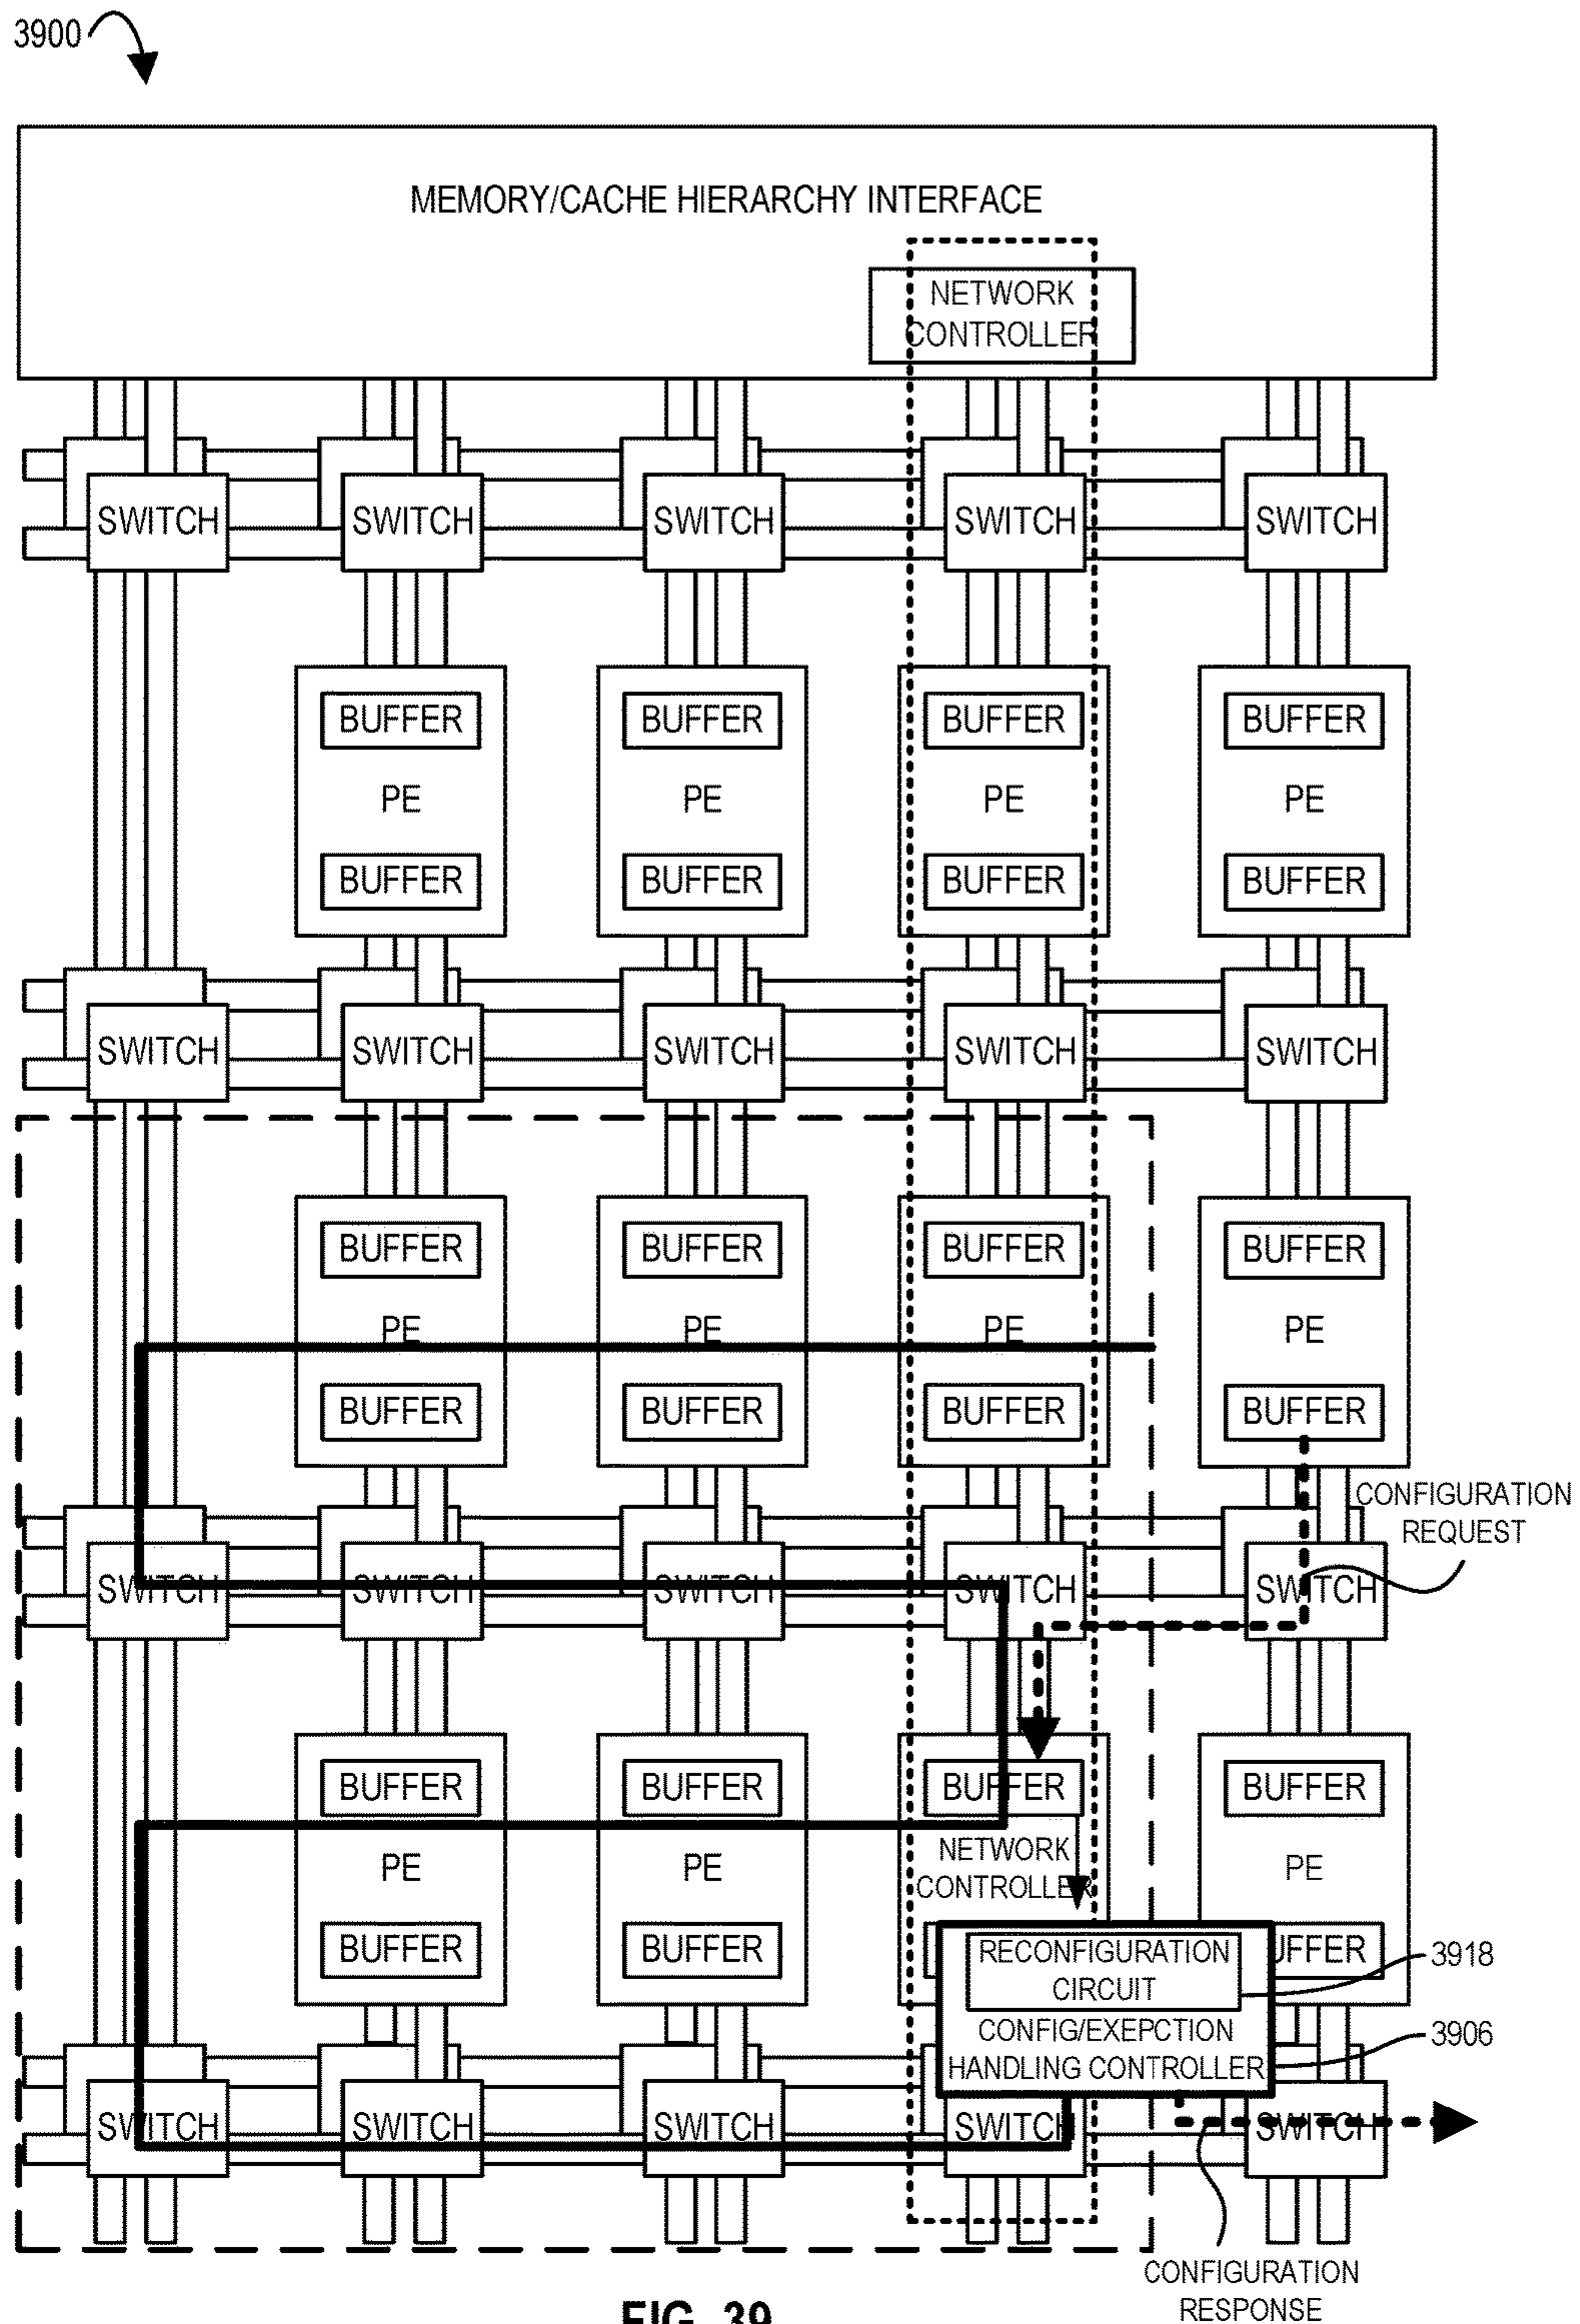 3900
MEMORY/CACHE HIERARCHY INTERFACE
NETWORK
CONTROLLER
SWITCH SWITCH SWITCH SWITCH SWITCH
BUFFER BUFFER BUFFER BUFFER
PE PE PE PE
BUFFER BUFFER BUFFER BUFFER
SWITCH SWITCH SWITCH SWITCH SWITCH
BUFFER BUFFER BUFFER BUFFER
PE PE PE PE
BUFFER BUFFER BUFFER BUFFER
CONFIGURATION
REQUEST
SWITCH SWITCH SWITCH SWITCH SWITCH
BUFFER BUFFER BUFFER BUFFER
NETWORK
CONTROLLER
PE PE PE
BUFFER BUFFER UFFER
RECONFIGURATION
CIRCUIT
3918
CONFIG/EXEPCTION
HANDLING CONTROLLER
3906
SWITCH SWITCH SWITCH SWITCH SWITCH
CONFIGURATION
RESPONSE
FIG. 39